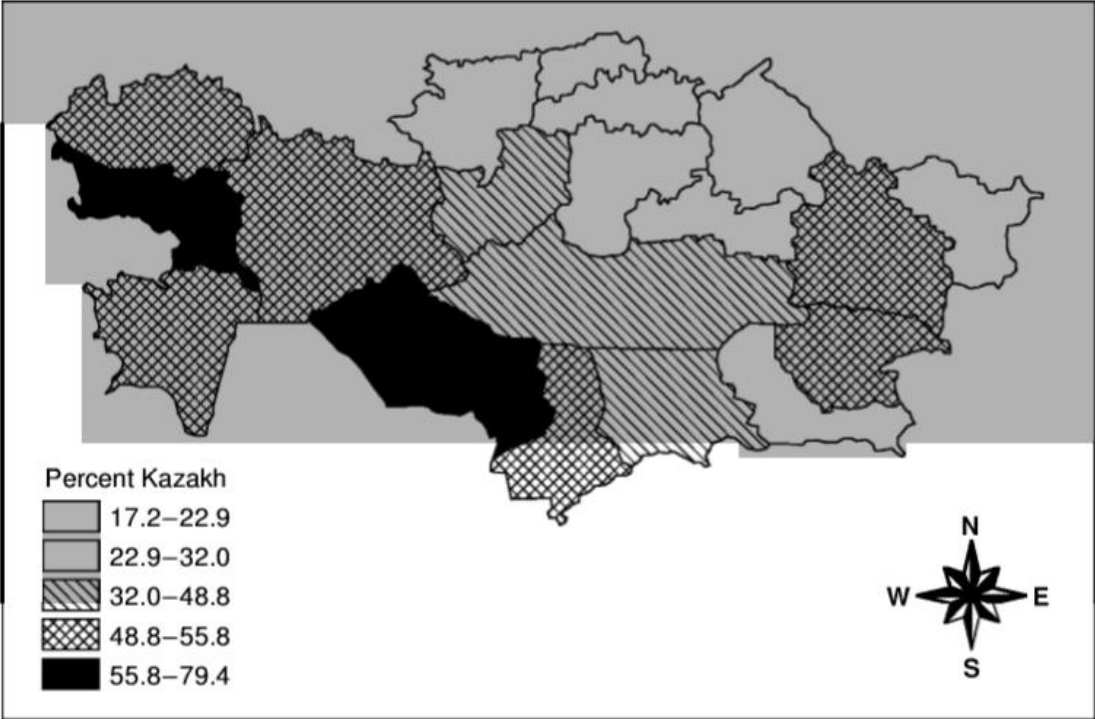 Percent Kazakh
17.2–22.9
22.9–32.0
32.0–48.8
48.8–55.8
55.8–79.4
N
W E
S